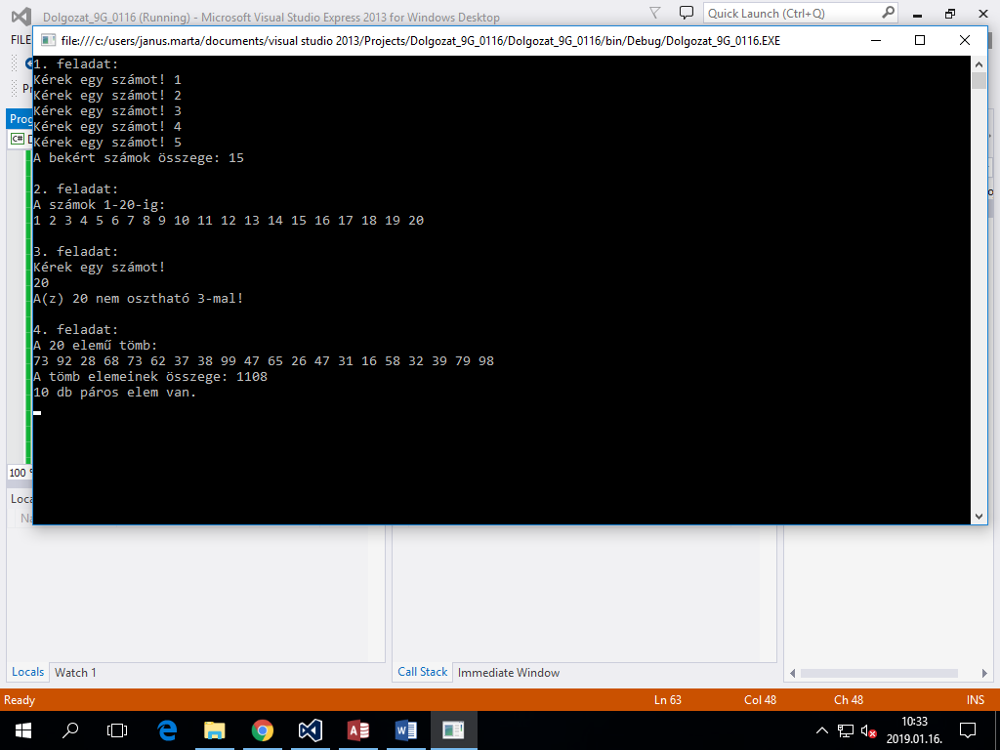 Dolgozat_9G_0116 (Running) - Microsoft Visual Studio Express 2013 for Windows Desktop
Quick Launch (Ctrl+Q)
FILE
file:///c:/users/janus.marta/documents/visual studio 2013/Projects/Dolgozat_9G_0116/Dolgozat_9G_0116/bin/Debug/Dolgozat_9G_0116.EXE
1. feladat:
Kérek egy számot! 1
Kérek egy számot! 2
Kérek egy számot! 3
Kérek egy számot! 4
Kérek egy számot! 5
A bekért számok összege: 15
2. feladat:
A számok 1-20-ig:
1 2 3 4 5 6 7 8 9 10 11 12 13 14 15 16 17 18 19 20
3. feladat:
Kérek egy számot!
20
A(z) 20 nem osztható 3-mal!
4. feladat:
A 20 elemű tömb:
73 92 28 68 73 62 37 38 99 47 65 26 47 31 16 58 32 39 79 98
A tömb elemeinek összege: 1108
10 db páros elem van.
Prog
C#
100 %
Loca
Na
Locals
Watch 1
Call Stack
Immediate Window
Ready
Ln 63
Col 48
Ch 48
INS
10:33
2019.01.16.